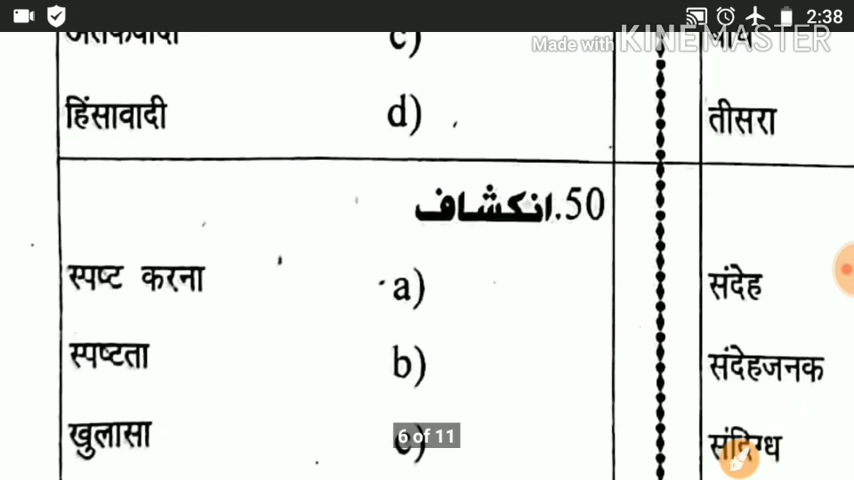 2:38
Made with KINEMASTER
c)
हिंसावादी d)
तीसरा
50.انکشاف
स्पष्ट करना a)
संदेह
स्पष्टता b)
संदेहजनक
खुलासा c)
संदिग्ध
6 of 11